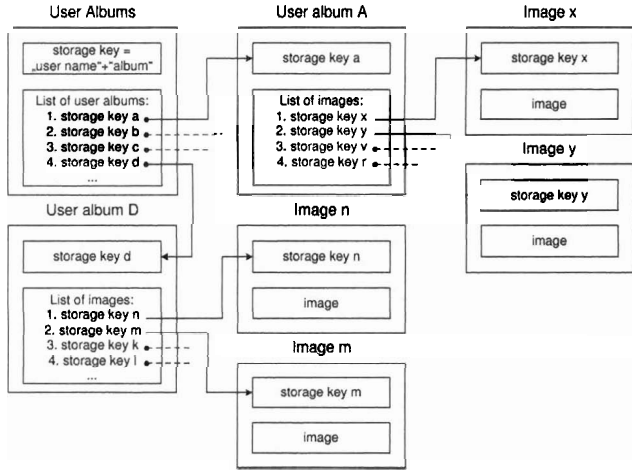 User Albums
storage key =
„user name"+"album"
List of user albums:
1. storage key a
2. storage key b
3. storage key c
4. storage key d
...
User album A
storage key a
List of images:
1. storage key x
2. storage key y
3. storage key v
4. storage key r
Image x
storage key x
image
Image y
storage key y
image
User album D
storage key d
List of images:
1. storage key n
2. storage key m
3. storage key k
4. storage key l
...
Image n
storage key n
image
Image m
storage key m
image